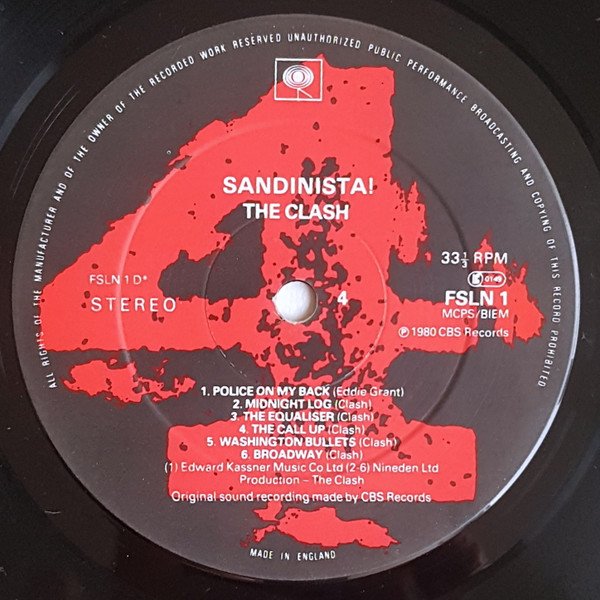 ALL RIGHTS OF THE MANUFACTURER AND OF THE OWNER OF THE RECORDED WORK RESERVED UNAUTHORIZED PUBLIC PERFORMANCE BROADCASTING AND COPYING OF THIS RECORD PROHIBITED
SANDINISTA!
THE CLASH
FSLN 1 D*
STEREO
4
33⅓ RPM
K 0749
FSLN 1
MCPS/BIEM
Ⓟ 1980 CBS Records
1. POLICE ON MY BACK (Eddie Grant)
2. MIDNIGHT LOG (Clash)
3. THE EQUALISER (Clash)
4. THE CALL UP (Clash)
5. WASHINGTON BULLETS (Clash)
6. BROADWAY (Clash)
(1) Edward Kassner Music Co Ltd (2-6) Nineden Ltd
Production – The Clash
Original sound recording made by CBS Records
MADE IN ENGLAND